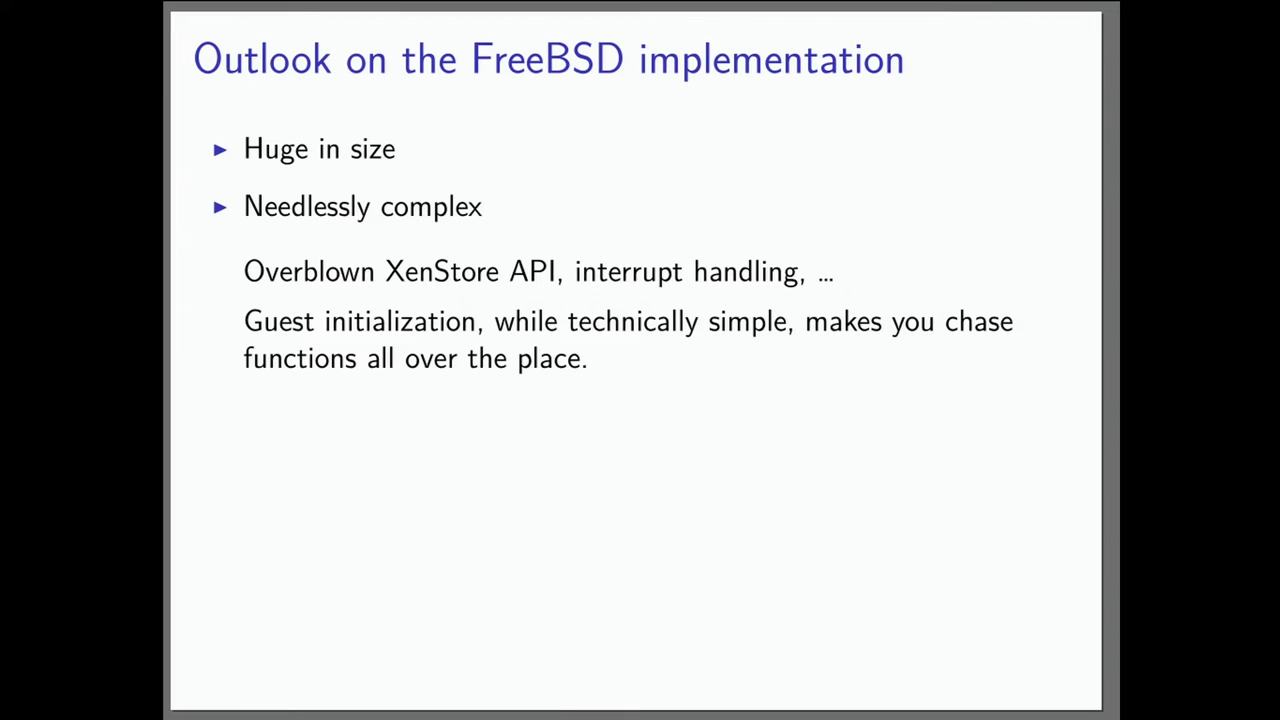 Outlook on the FreeBSD implementation
▶ Huge in size
▶ Needlessly complex
Overblown XenStore API, interrupt handling, ...
Guest initialization, while technically simple, makes you chase
functions all over the place.